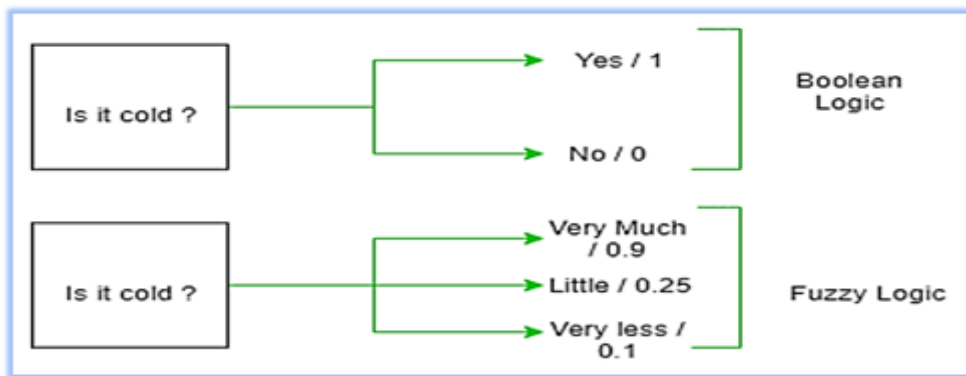 Is it cold ?
Yes / 1
No / 0
Boolean
Logic
Is it cold ?
Very Much
/ 0.9
Little / 0.25
Very less /
0.1
Fuzzy Logic